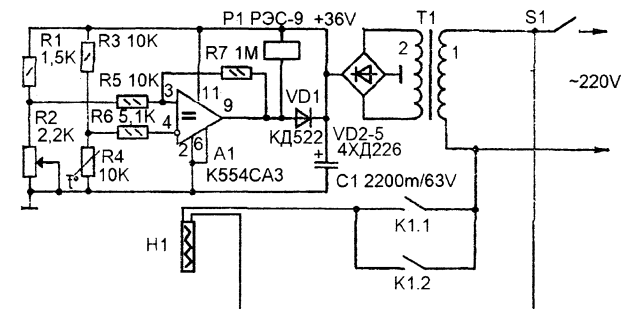 P1 РЭС-9 +36V T1 S1
R1 R3 10K
1,5K
R7 1M
2 1
R5 10K 3 11
~220V
R6 5,1K 9 VD1
4
R2
2,2K
КД522 VD2-5
4ХД226
2 6
R4
10K
t°
A1
К554СА3
+
C1 2200m/63V
H1
K1.1
K1.2